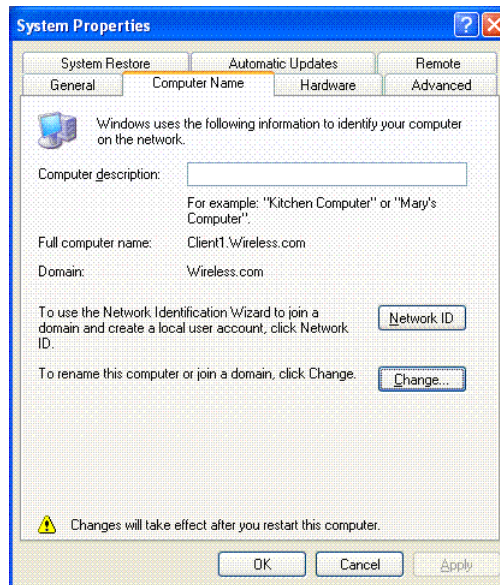 System Properties
System Restore
Automatic Updates
Remote
General
Computer Name
Hardware
Advanced
Windows uses the following information to identify your computer
on the network.
Computer description:
For example: "Kitchen Computer" or "Mary's
Computer".
Full computer name:
Client1.Wireless.com
Domain:
Wireless.com
To use the Network Identification Wizard to join a
domain and create a local user account, click Network
ID.
Network ID
To rename this computer or join a domain, click Change.
Change...
Changes will take effect after you restart this computer.
OK
Cancel
Apply